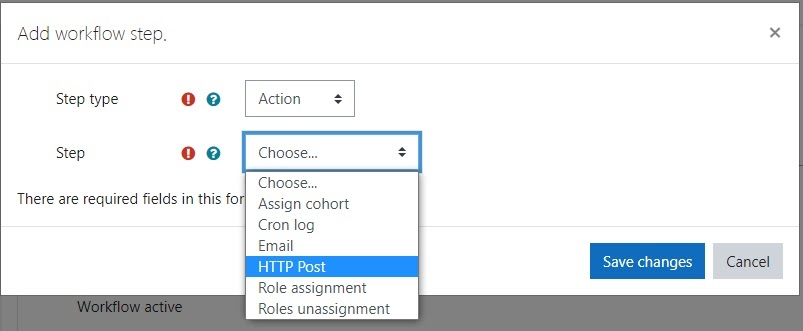 Add workflow step.
×
Step type
Action
Step
Choose...
Choose...
Assign cohort
Cron log
Email
HTTP Post
Role assignment
Roles unassignment
There are required fields in this for
Save changes
Cancel
Workflow active